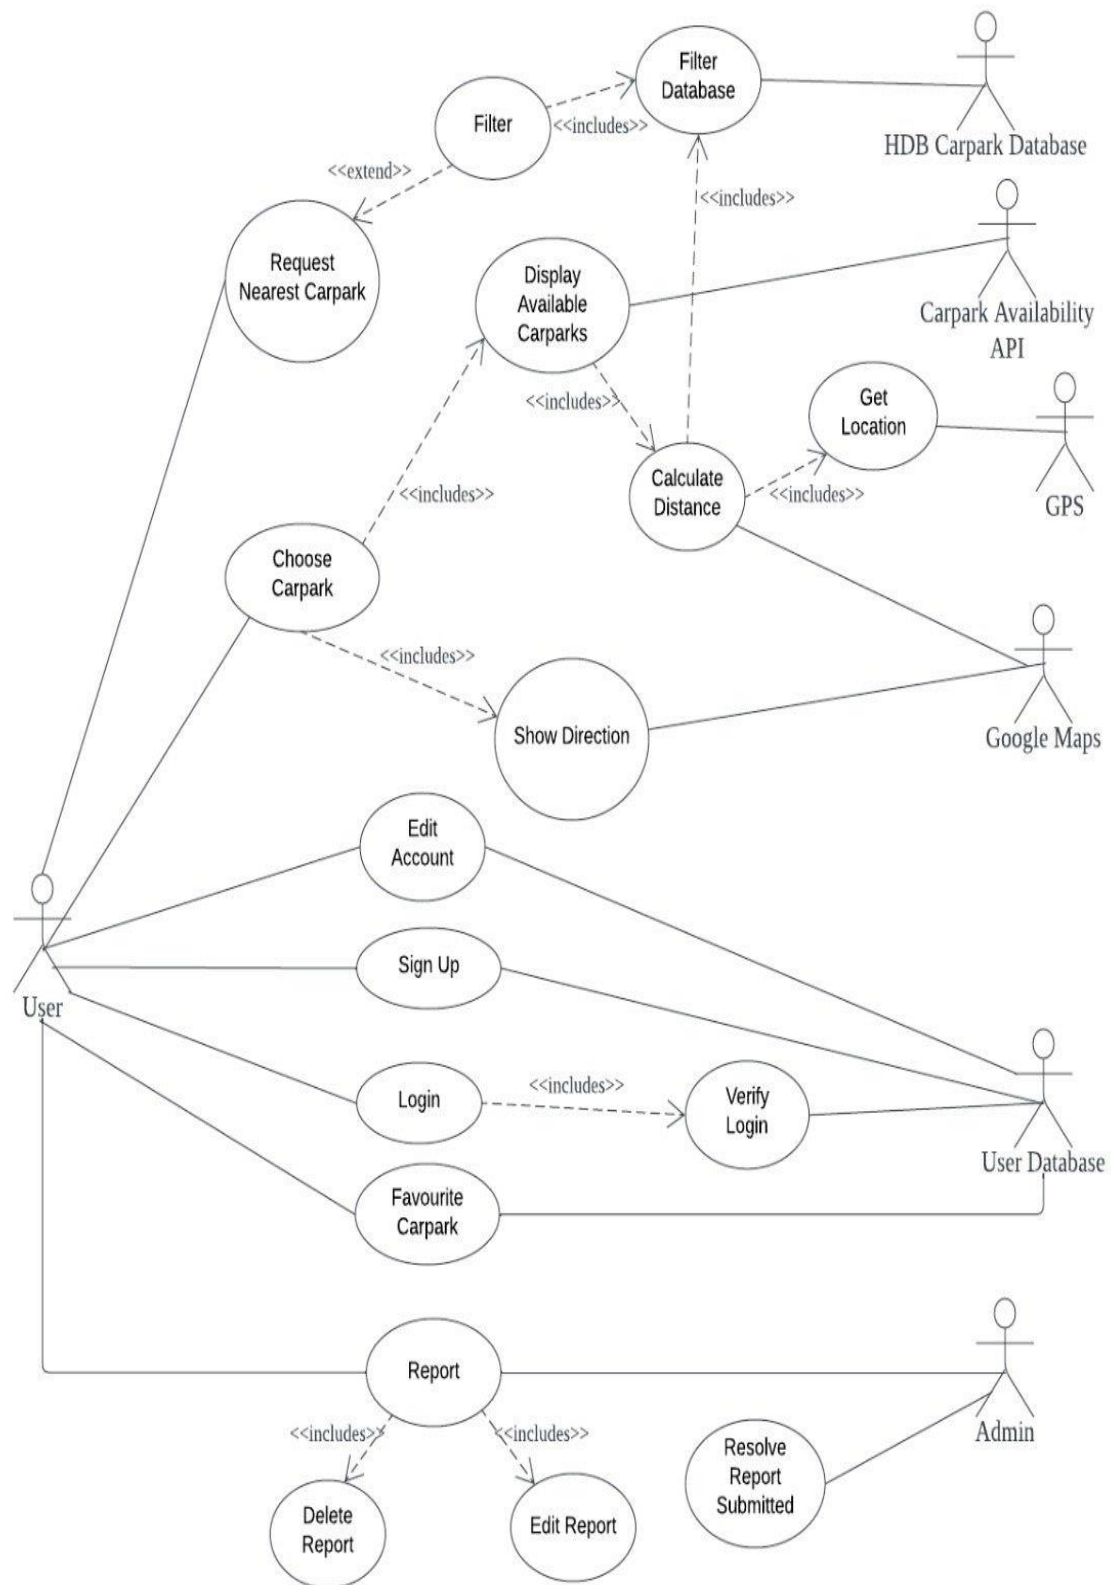 Filter
Database
Filter
<<includes>>
HDB Carpark Database
<<extend>>
<<includes>>
Request
Nearest Carpark
Display
Available
Carparks
Carpark Availability
API
<<includes>>
Get
Location
Calculate
Distance
<<includes>>
<<includes>>
GPS
Choose
Carpark
<<includes>>
Show Direction
Google Maps
Edit
Account
Sign Up
User
Login
<<includes>>
Verify
Login
User Database
Favourite
Carpark
Report
Admin
<<includes>>
<<includes>>
Resolve
Report
Submitted
Delete
Report
Edit Report